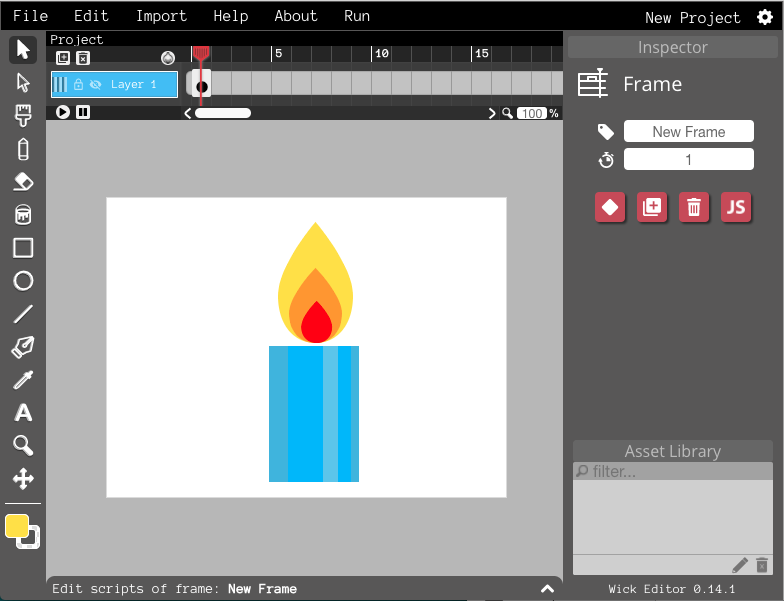 File Edit Import Help About Run New Project
Project
Inspector
5 10 15
Layer 1
Frame
100 %
New Frame
1
JS
A
Asset Library
filter...
Edit scripts of frame: New Frame
Wick Editor 0.14.1